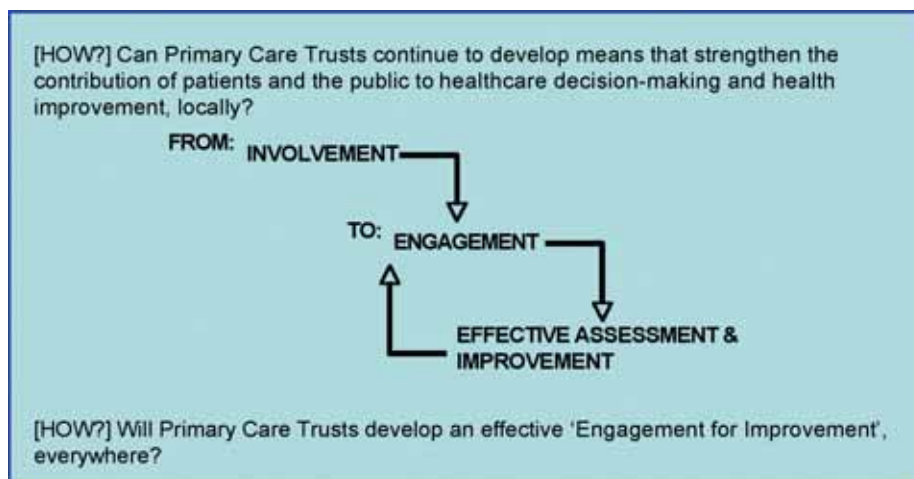 [HOW?] Can Primary Care Trusts continue to develop means that strengthen the
contribution of patients and the public to healthcare decision-making and health
improvement, locally?
FROM: INVOLVEMENT
TO: ENGAGEMENT
EFFECTIVE ASSESSMENT &
IMPROVEMENT
[HOW?] Will Primary Care Trusts develop an effective ‘Engagement for Improvement’,
everywhere?